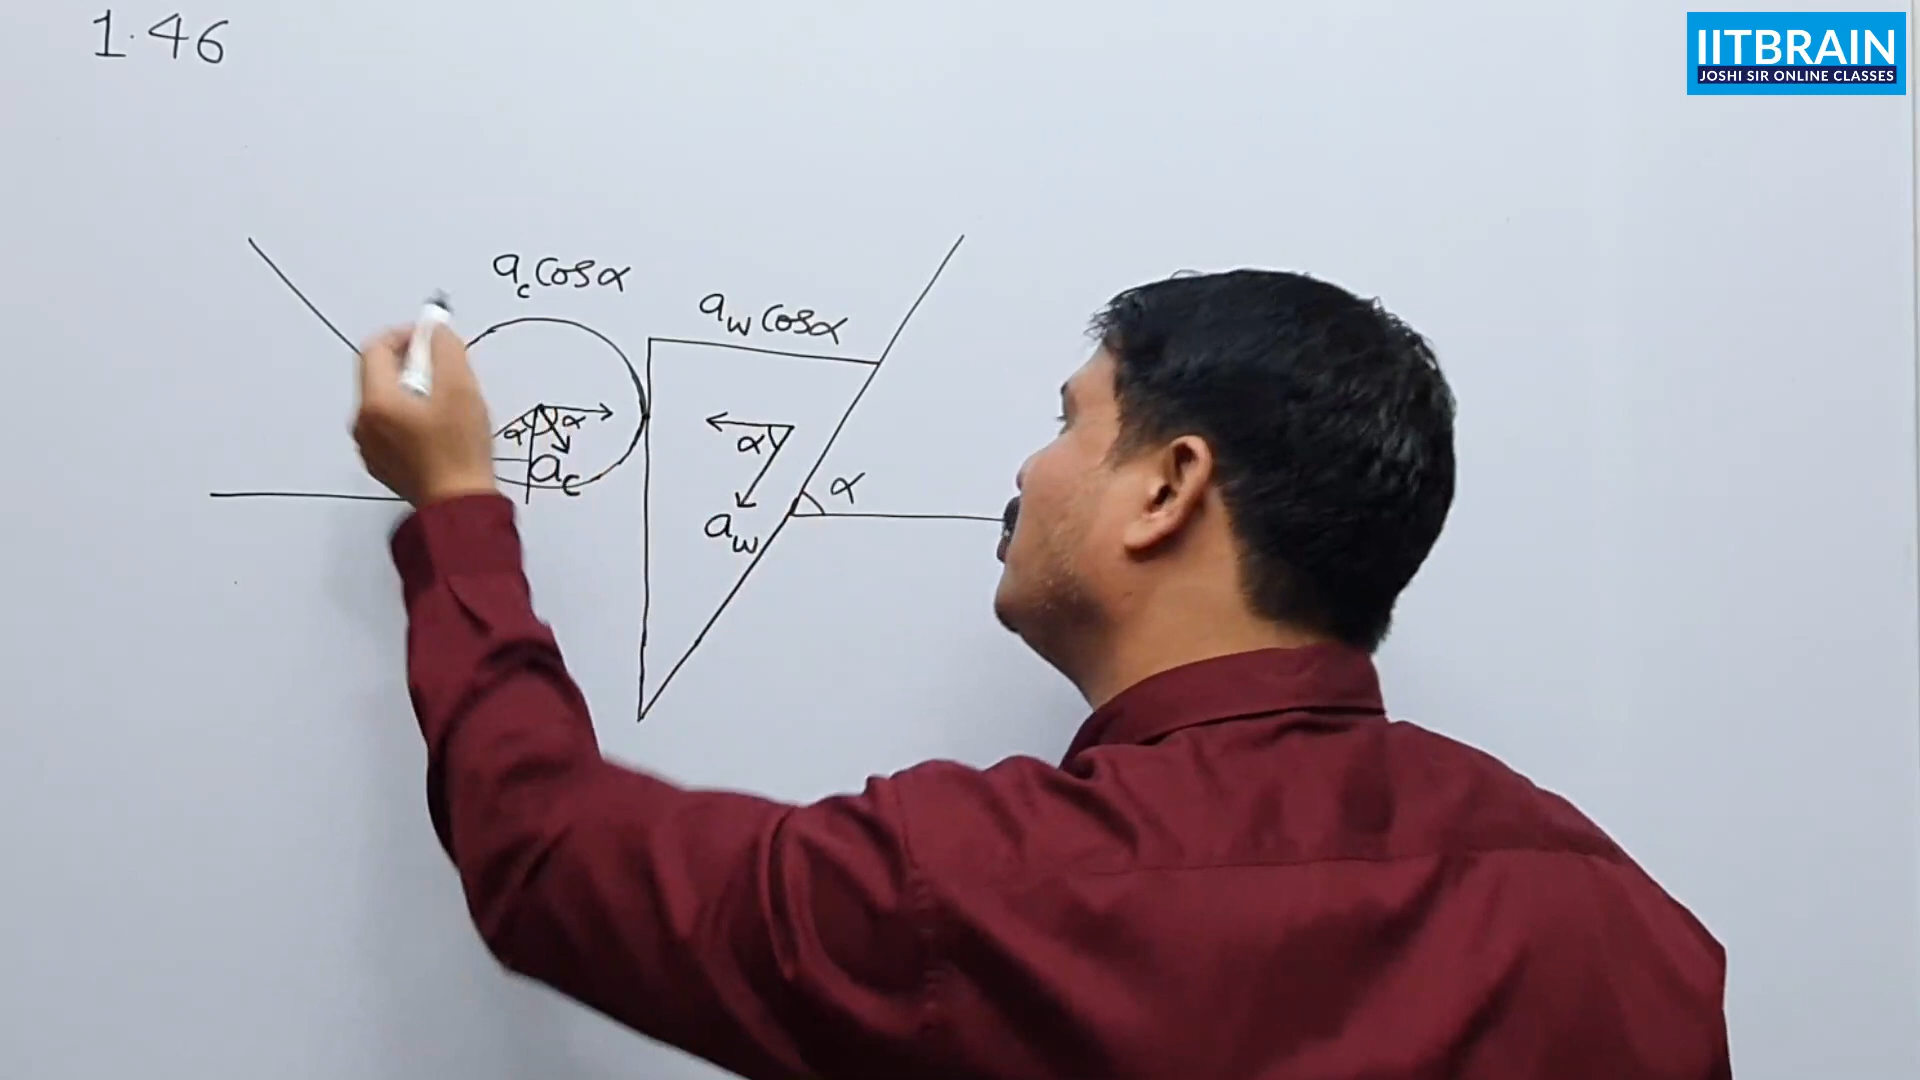 1.46
IITBRAIN
JOSHI SIR ONLINE CLASSES
a_c cos α
a_w cos α
α
α
a_c
α
a_w
α